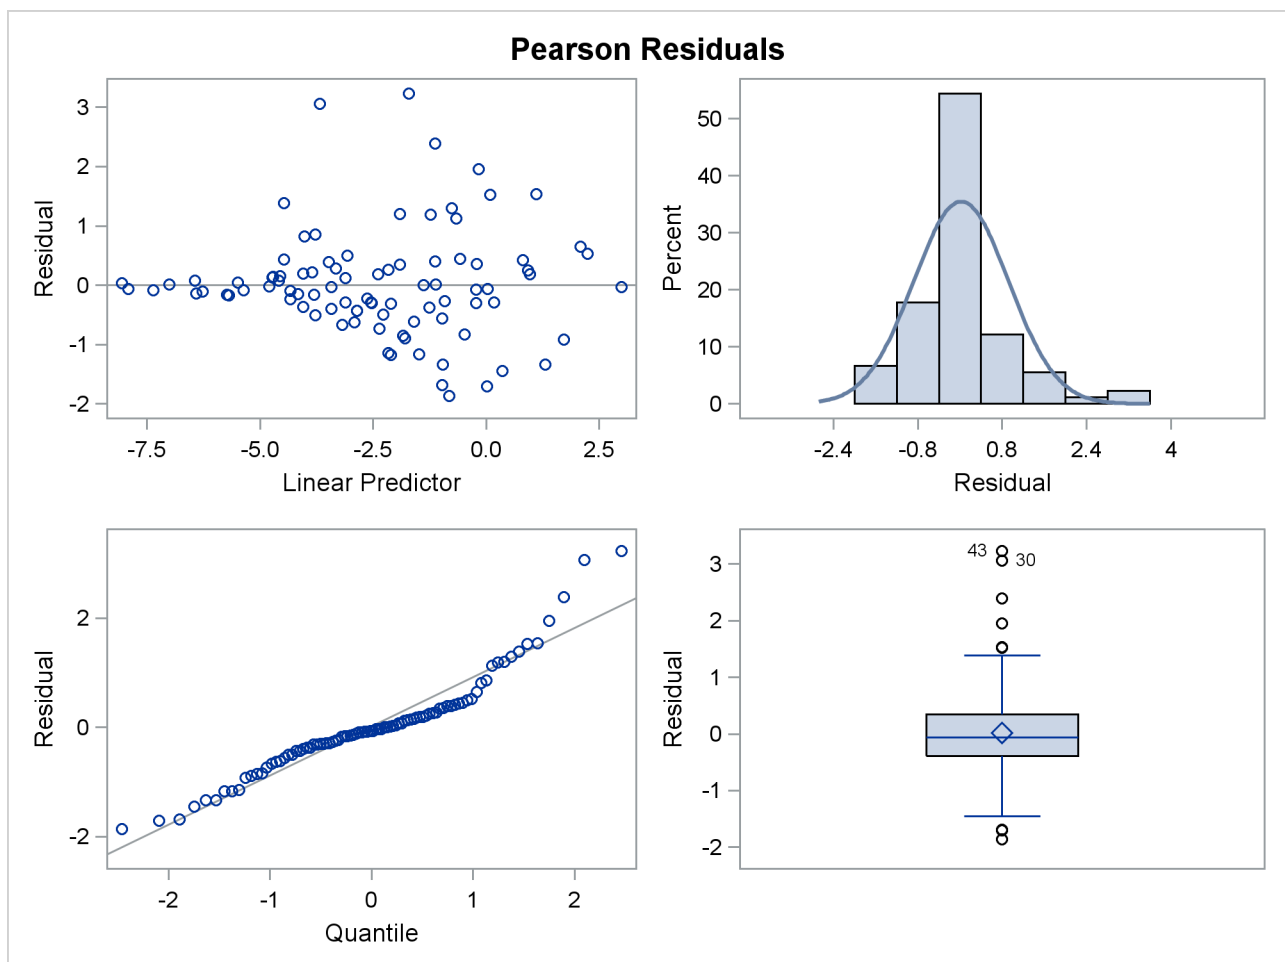 Pearson Residuals
3
2
1
0
-1
-2
Residual
-7.5 -5.0 -2.5 0.0 2.5
Linear Predictor
50
40
30
20
10
0
Percent
-2.4 -0.8 0.8 2.4 4
Residual
2
0
-2
Residual
-2 -1 0 1 2
Quantile
3
2
1
0
-1
-2
Residual
43 30